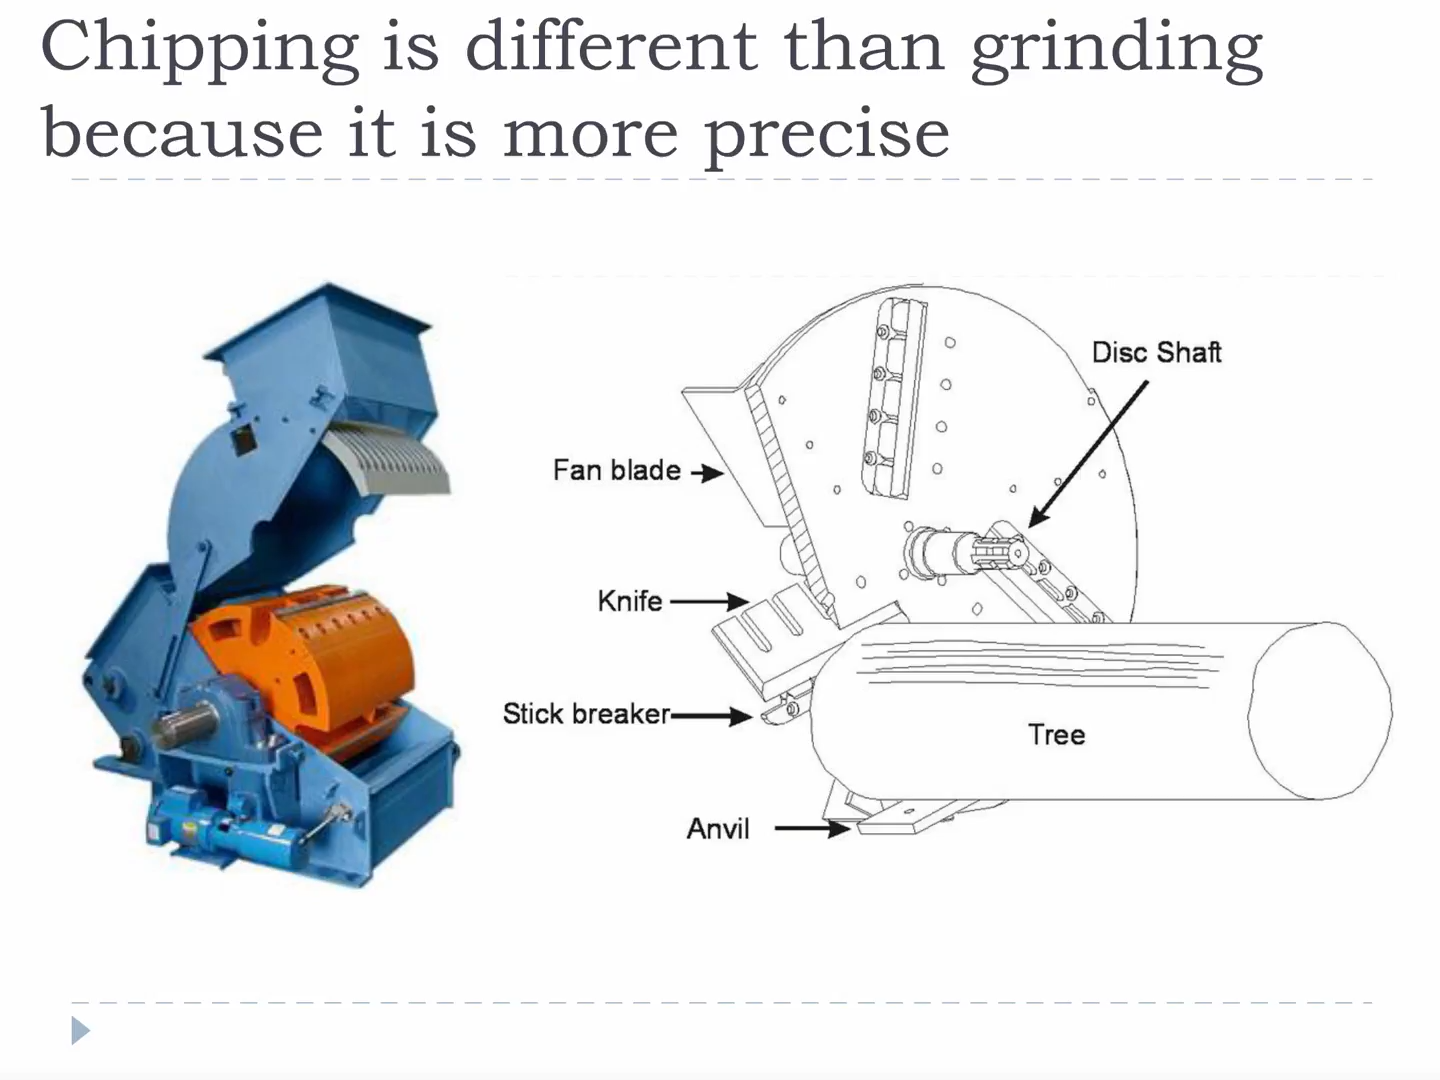 Chipping is different than grinding
because it is more precise
Disc Shaft
Fan blade
Knife
Stick breaker
Tree
Anvil